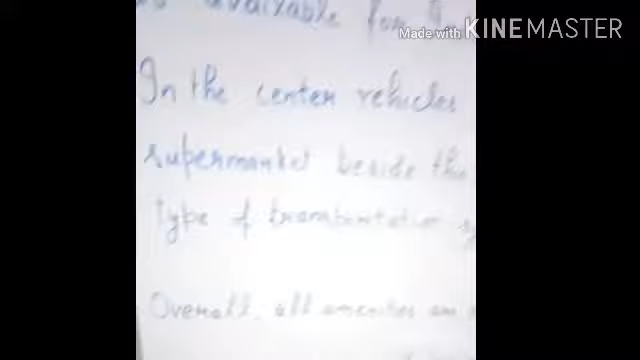 available for
Made with KINEMASTER
In the center vehicles
supermarket beside the
type of transportation
Overall, all amenities are